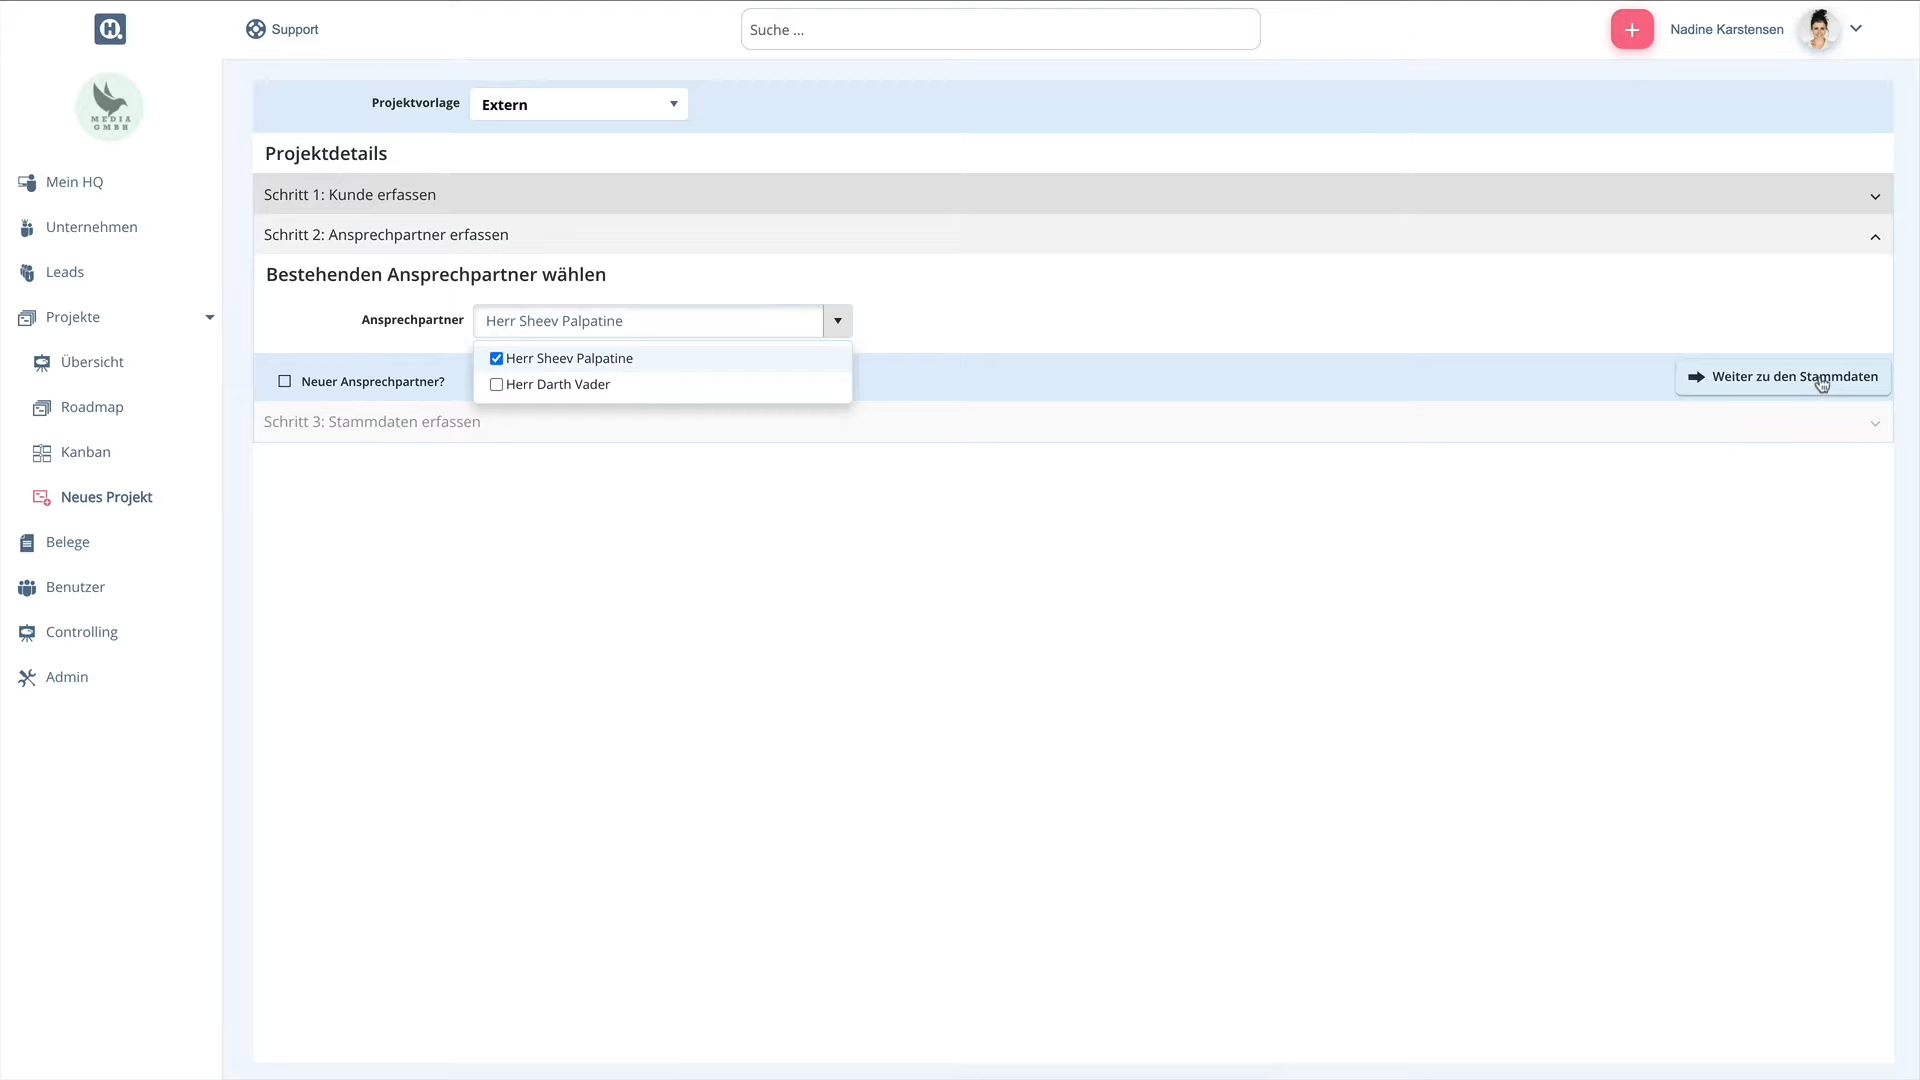 H.
Support
Suche ...
+
Nadine Karstensen
MEDIA
GMBH
Mein HQ
Unternehmen
Leads
Projekte
Übersicht
Roadmap
Kanban
Neues Projekt
Belege
Benutzer
Controlling
Admin
Projektvorlage
Extern
Projektdetails
Schritt 1: Kunde erfassen
Schritt 2: Ansprechpartner erfassen
Bestehenden Ansprechpartner wählen
Ansprechpartner
Herr Sheev Palpatine
Herr Sheev Palpatine
Herr Darth Vader
Neuer Ansprechpartner?
Weiter zu den Stammdaten
Schritt 3: Stammdaten erfassen